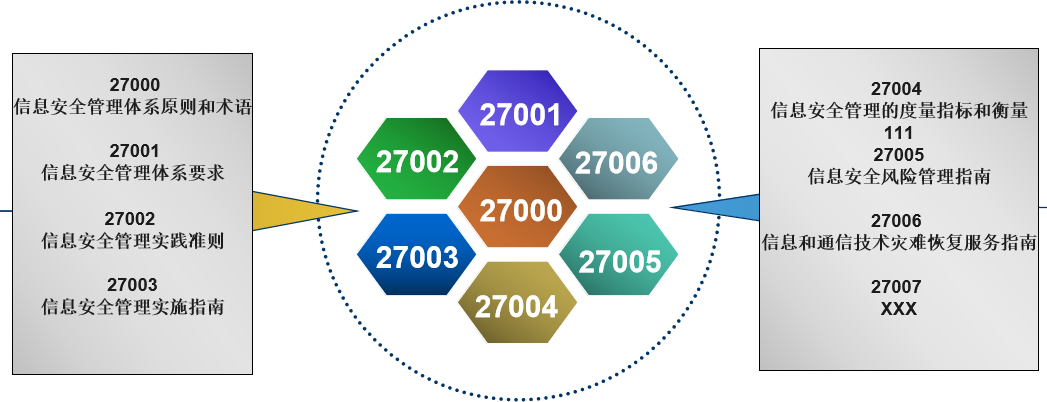 27000
信息安全管理体系原则和术语
27001
信息安全管理体系要求
27002
信息安全管理实践准则
27003
信息安全管理实施指南
27001
27002
27006
27000
27003
27005
27004
27004
信息安全管理的度量指标和衡量
111
27005
信息安全风险管理指南
27006
信息和通信技术灾难恢复服务指南
27007
XXX